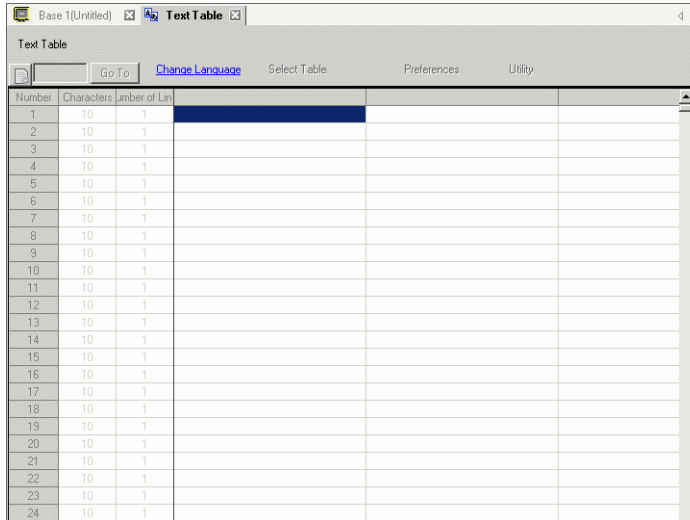 Base 1(Untitled) Text Table
Text Table
Go To Change Language Select Table Preferences Utility
Number Characters umber of Lin
1 10 1
2 10 1
3 10 1
4 10 1
5 10 1
6 10 1
7 10 1
8 10 1
9 10 1
10 10 1
11 10 1
12 10 1
13 10 1
14 10 1
15 10 1
16 10 1
17 10 1
18 10 1
19 10 1
20 10 1
21 10 1
22 10 1
23 10 1
24 10 1